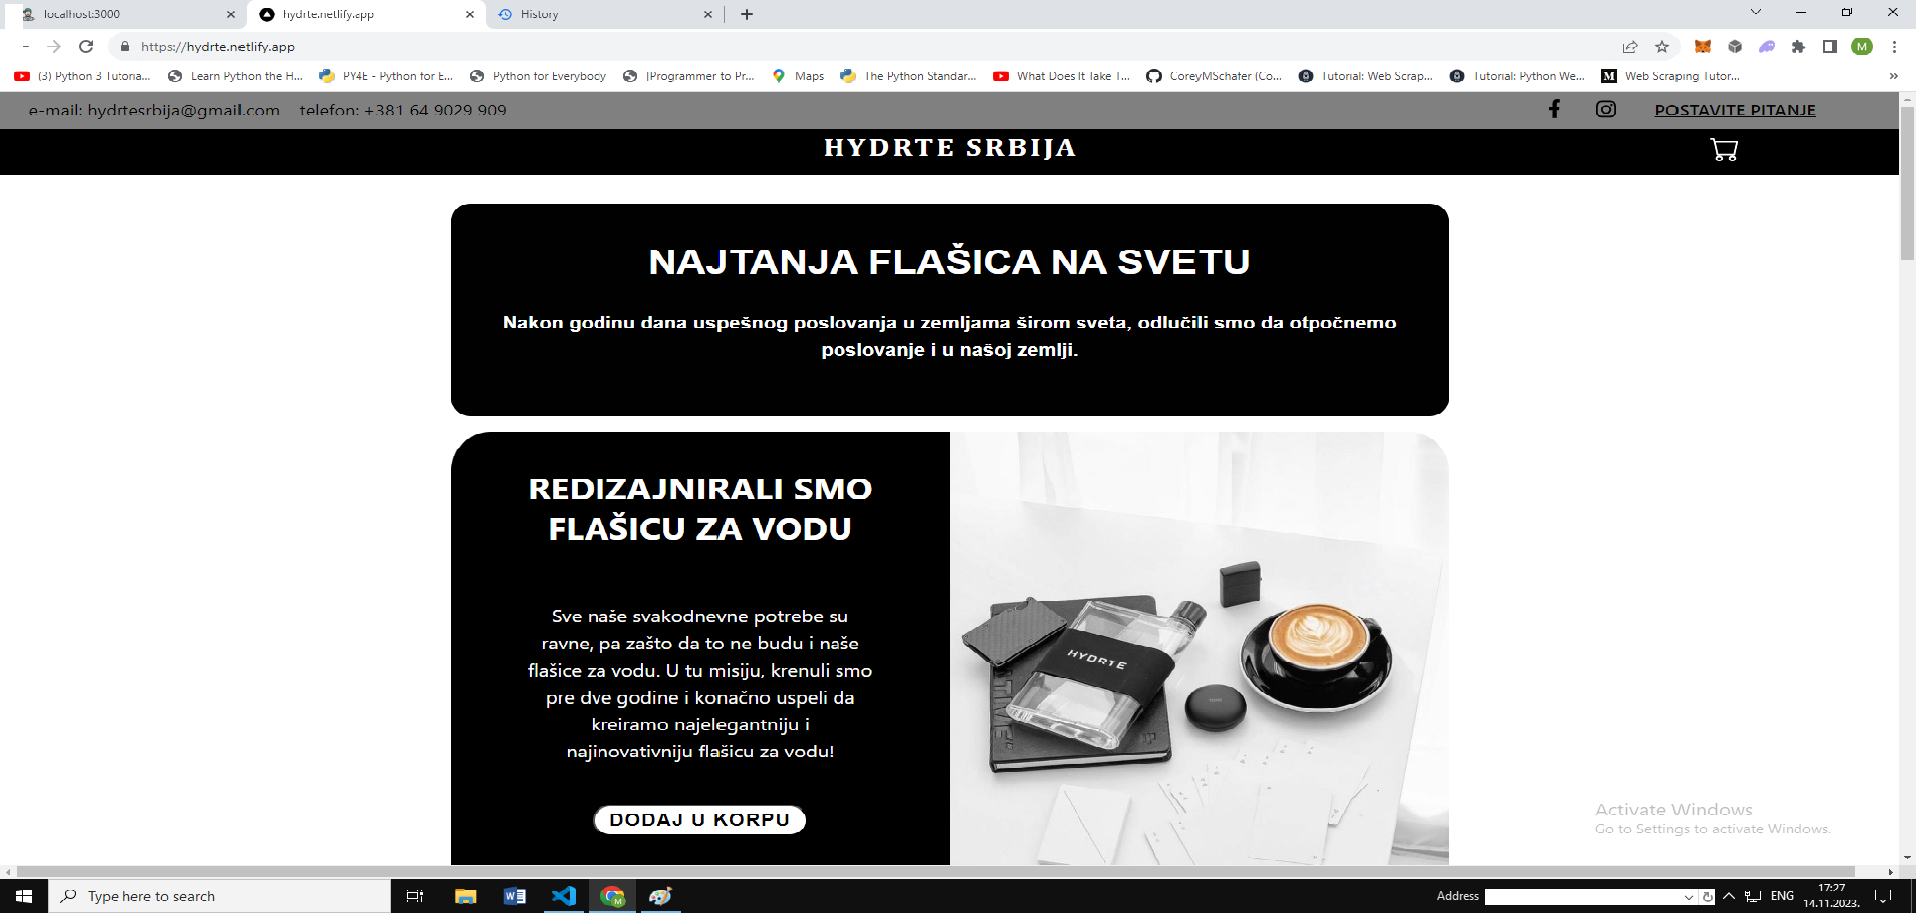 localhost:3000
hydrte.netlify.app
History
https://hydrte.netlify.app
M
(3) Python 3 Tutoria...
Learn Python the H...
PY4E - Python for E...
Python for Everybody
[Programmer to Pr...
Maps
The Python Standar...
What Does It Take T...
CoreyMSchafer (Co...
Tutorial: Web Scrap...
Tutorial: Python We...
Web Scraping Tutor...
e-mail: hydrtesrbija@gmail.com telefon: +381 64 9029 909
POSTAVITE PITANJE
HYDRTE SRBIJA
NAJTANJA FLAŠICA NA SVETU
Nakon godinu dana uspešnog poslovanja u zemljama širom sveta, odlučili smo da otpočnemo
poslovanje i u našoj zemlji.
REDIZAJNIRALI SMO
FLAŠICU ZA VODU
Sve naše svakodnevne potrebe su
ravne, pa zašto da to ne budu i naše
flašice za vodu. U tu misiju, krenuli smo
pre dve godine i konačno uspeli da
kreiramo najelegantniju i
najinovativniju flašicu za vodu!
DODAJ U KORPU
HYDRTE
Activate Windows
Go to Settings to activate Windows.
Type here to search
Address
ENG
17:27
14.11.2023.